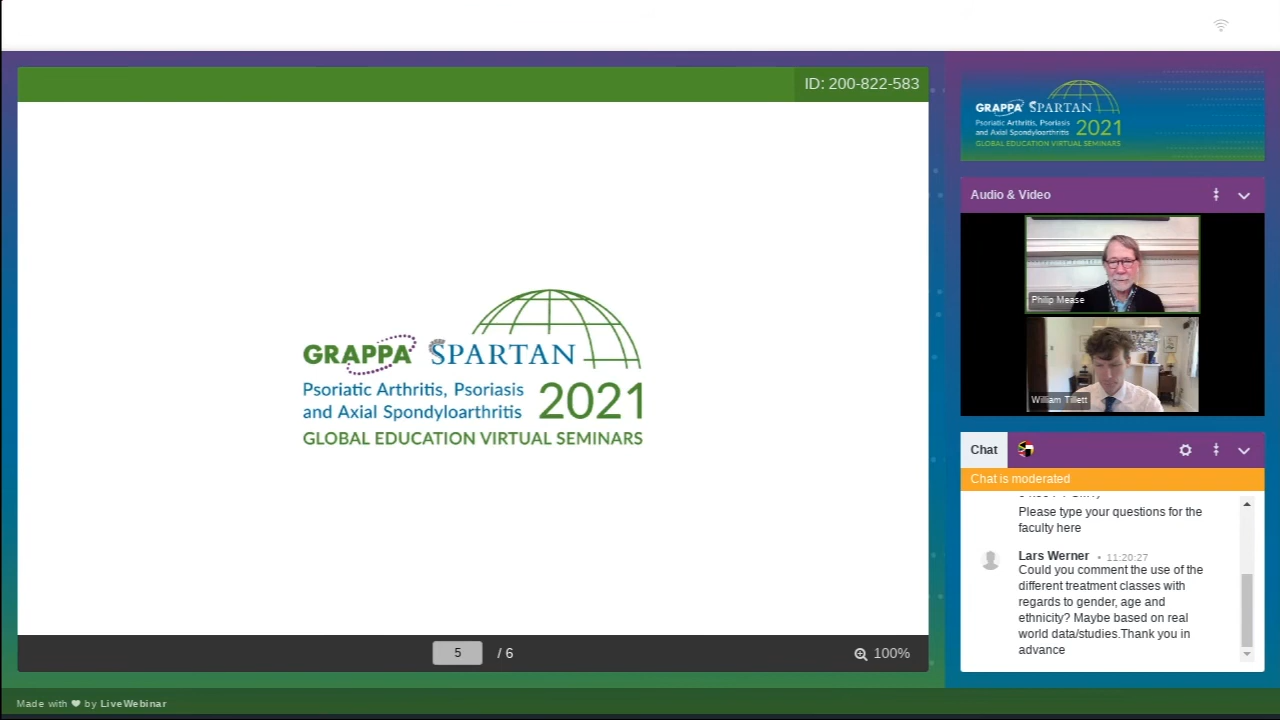 ID: 200-822-583
GRAPPA SPARTAN
Psoriatic Arthritis, Psoriasis
and Axial Spondyloarthritis 2021
GLOBAL EDUCATION VIRTUAL SEMINARS
5 / 6
100%
Made with ❤ by LiveWebinar
GRAPPA SPARTAN
Psoriatic Arthritis, Psoriasis
and Axial Spondyloarthritis 2021
GLOBAL EDUCATION VIRTUAL SEMINARS
Audio & Video
Philip Mease
William Tillett
Chat
Chat is moderated
Please type your questions for the
faculty here
Lars Werner • 11:20:27
Could you comment the use of the
different treatment classes with
regards to gender, age and
ethnicity? Maybe based on real
world data/studies.Thank you in
advance